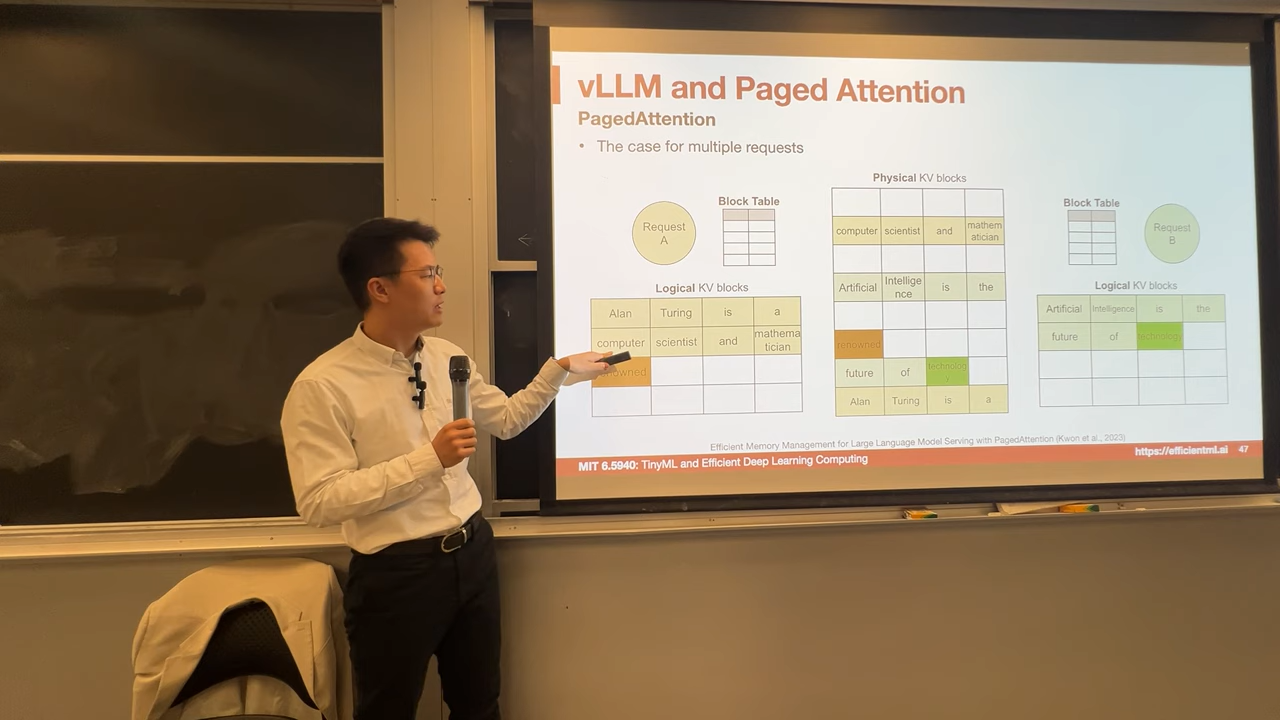 vLLM and Paged Attention
PagedAttention
• The case for multiple requests
Request
A
Block Table
Logical KV blocks
Alan Turing is a
computer scientist and mathema
tician
renowned
Physical KV blocks
computer scientist and mathem
atician
Artificial Intellige
nce is the
renowned
future of technolog
Alan Turing is a
Block Table
Request
B
Logical KV blocks
Artificial Intelligence is the
future of technology
Efficient Memory Management for Large Language Model Serving with PagedAttention (Kwon et al., 2023)
MIT 6.5940: TinyML and Efficient Deep Learning Computing
https://efficientml.ai 47